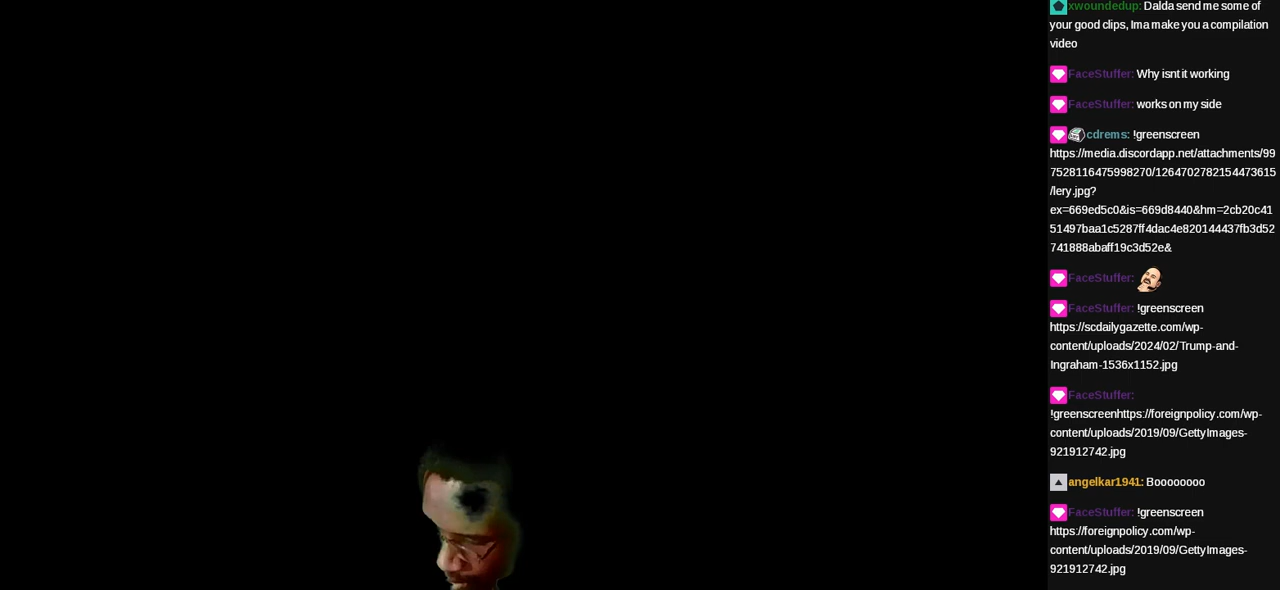 xwoundedup: Dalda send me some of
your good clips, Ima make you a compilation
video
FaceStuffer: Why isnt it working
FaceStuffer: works on my side
cdrems: !greenscreen
https://media.discordapp.net/attachments/99
7528116475998270/1264702782154473615
/lery.jpg?
ex=669ed5c0&is=669d8440&hm=2cb20c41
51497baa1c5287ff4dac4e820144437fb3d52
741888abaff19c3d52e&
FaceStuffer:
FaceStuffer: !greenscreen
https://scdailygazette.com/wp-
content/uploads/2024/02/Trump-and-
Ingraham-1536x1152.jpg
FaceStuffer:
!greenscreenhttps://foreignpolicy.com/wp-
content/uploads/2019/09/GettyImages-
921912742.jpg
angelkar1941: Boooooooo
FaceStuffer: !greenscreen
https://foreignpolicy.com/wp-
content/uploads/2019/09/GettyImages-
921912742.jpg